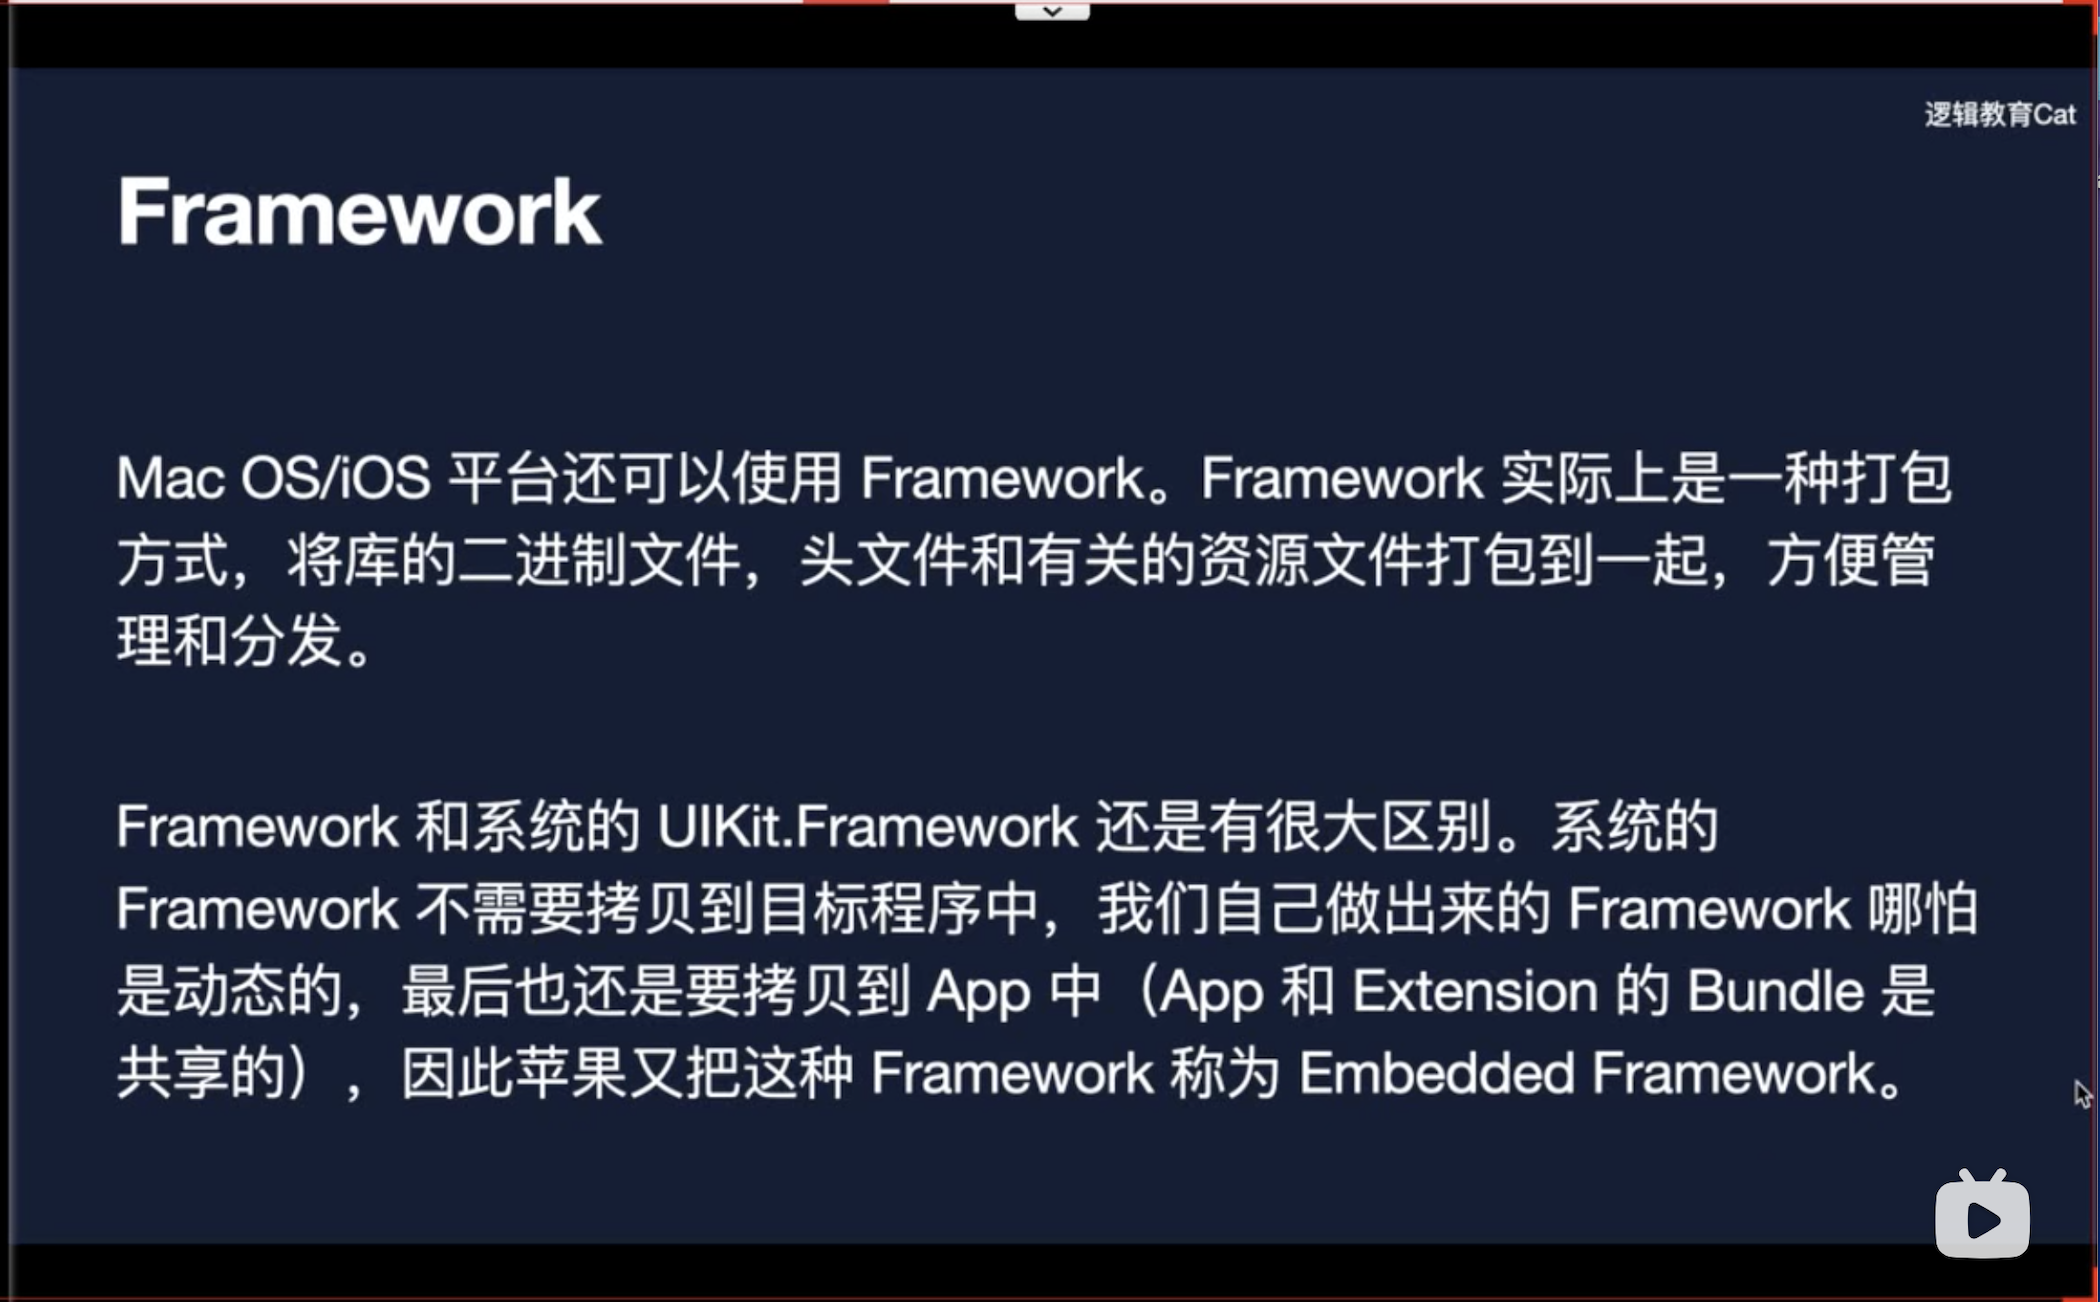 逻辑教育Cat
Framework
Mac OS/iOS 平台还可以使用 Framework。Framework 实际上是一种打包
方式，将库的二进制文件，头文件和有关的资源文件打包到一起，方便管
理和分发。
Framework 和系统的 UIKit.Framework 还是有很大区别。系统的
Framework 不需要拷贝到目标程序中，我们自己做出来的 Framework 哪怕
是动态的，最后也还是要拷贝到 App 中（App 和 Extension 的 Bundle 是
共享的），因此苹果又把这种 Framework 称为 Embedded Framework。